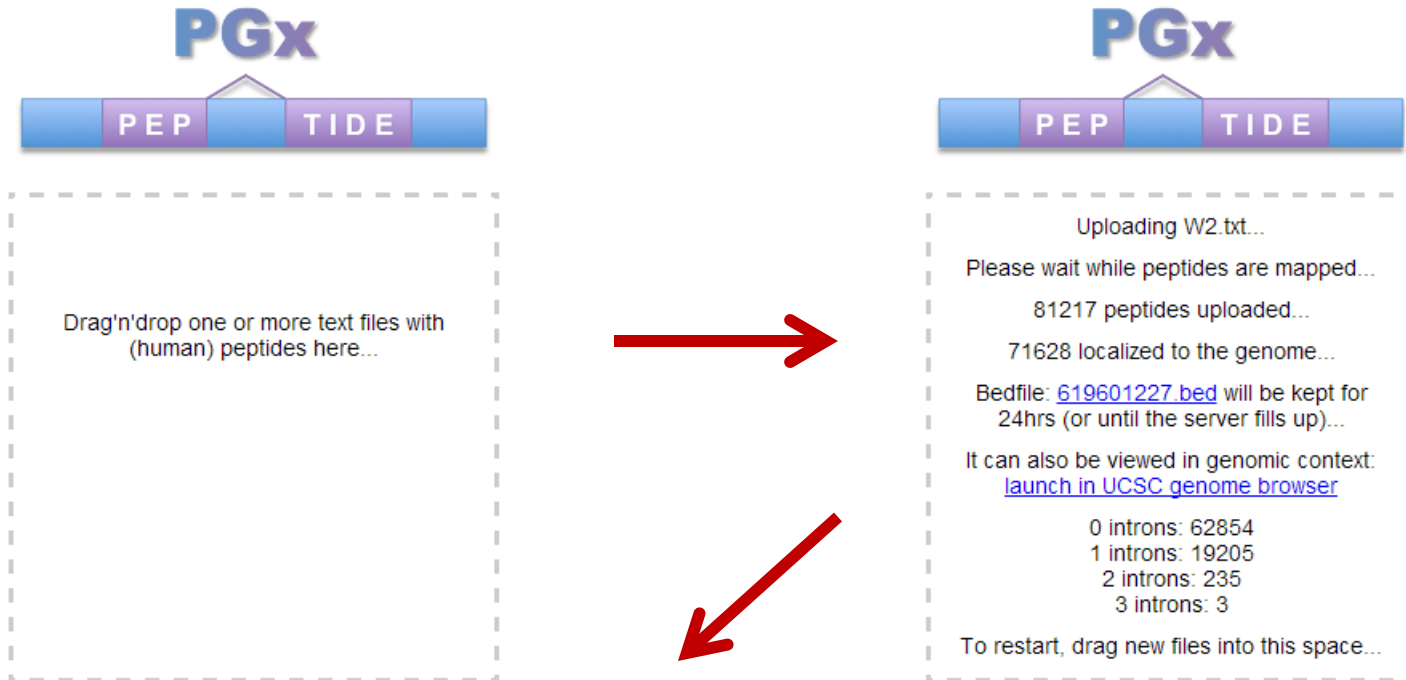 PGx
PEP TIDE
Drag'n'drop one or more text files with
(human) peptides here...
PGx
PEP TIDE
Uploading W2.txt...
Please wait while peptides are mapped...
81217 peptides uploaded...
71628 localized to the genome...
Bedfile: 619601227.bed will be kept for
24hrs (or until the server fills up)...
It can also be viewed in genomic context:
launch in UCSC genome browser
0 introns: 62854
1 introns: 19205
2 introns: 235
3 introns: 3
To restart, drag new files into this space...